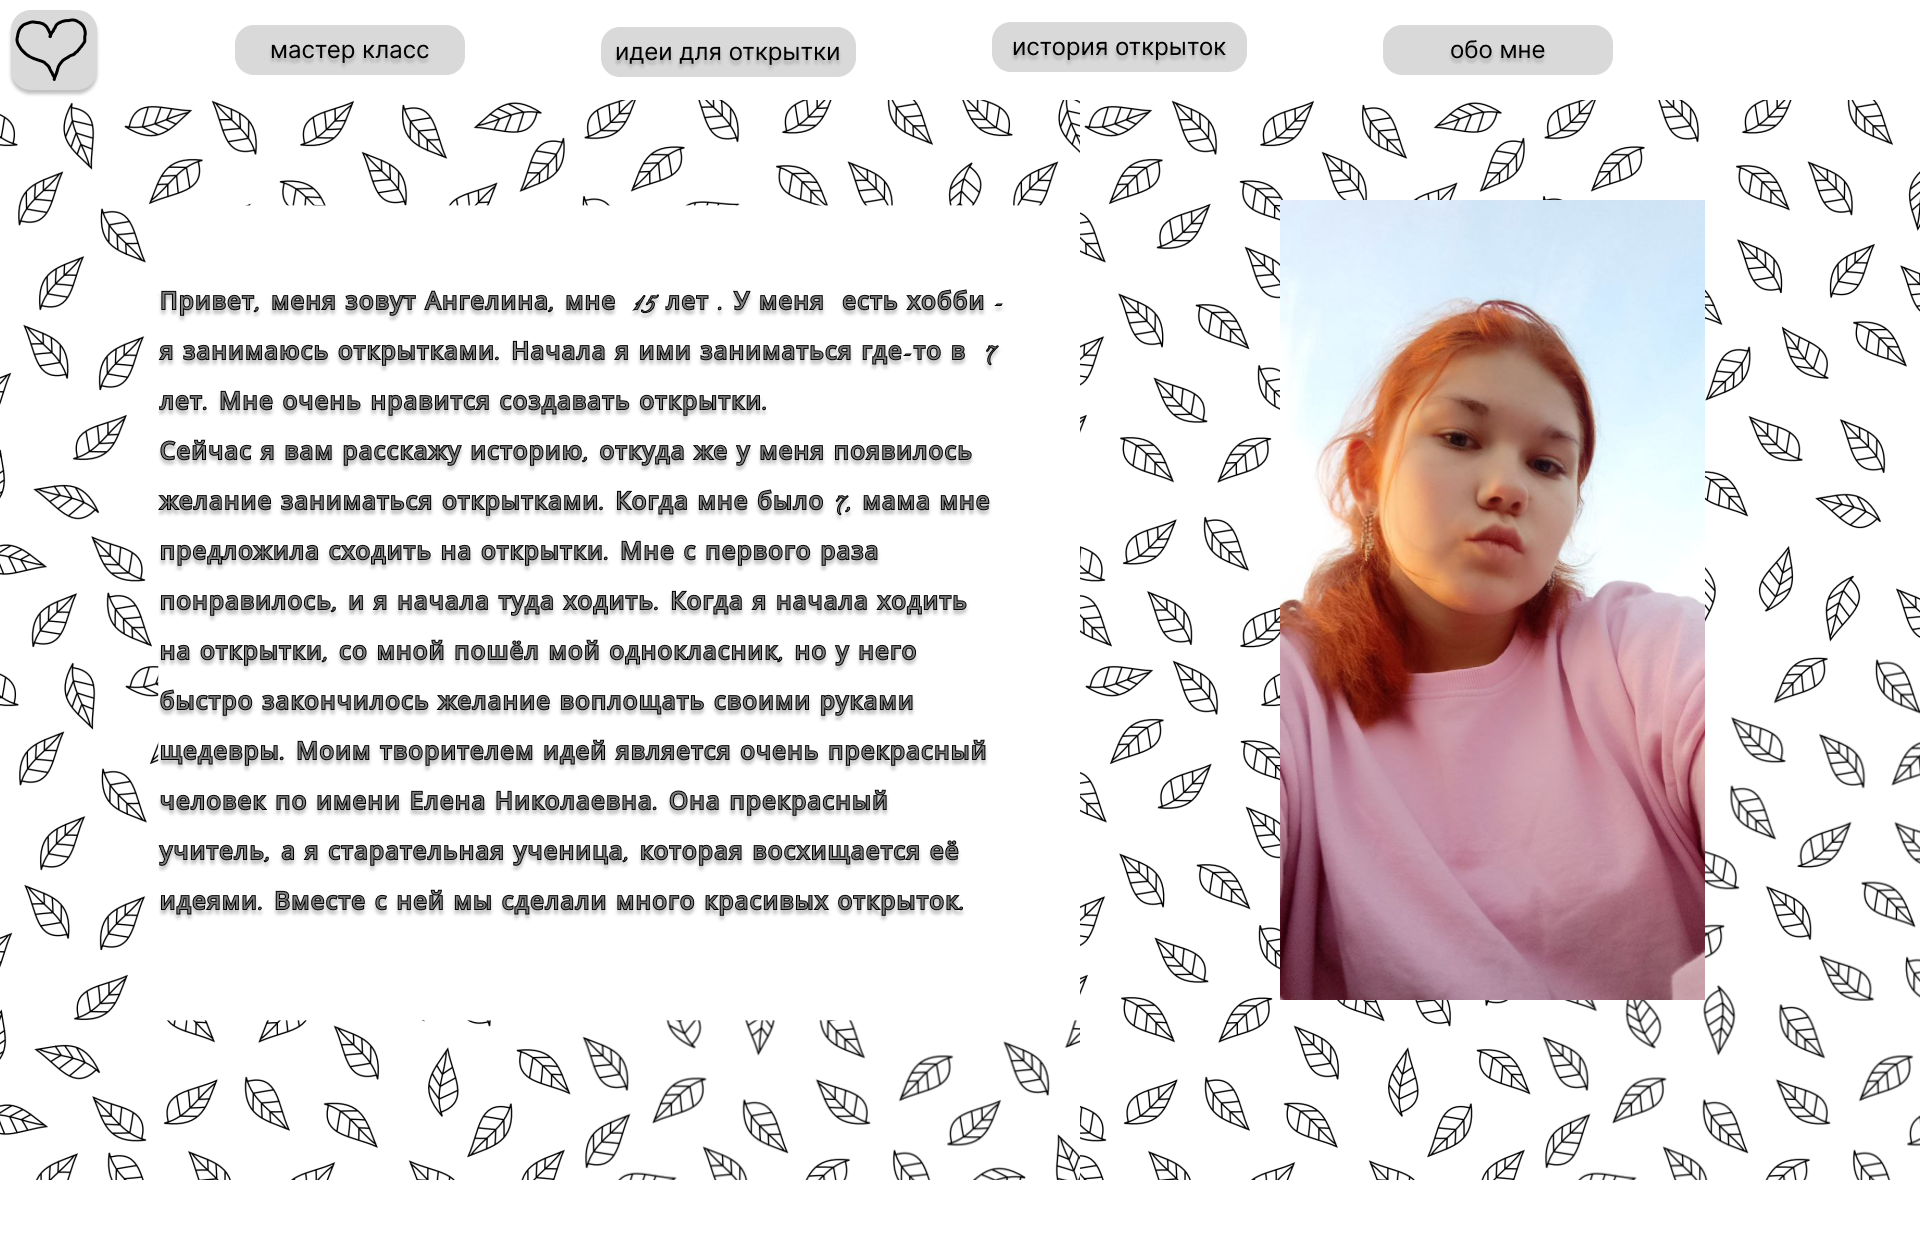 мастер класс
идеи для открытки
история открыток
обо мне
Привет, меня зовут Ангелина, мне 15 лет . У меня есть хобби -
я занимаюсь открытками. Начала я ими заниматься где-то в 7
лет. Мне очень нравится создавать открытки.
Сейчас я вам расскажу историю, откуда же у меня появилось
желание заниматься открытками. Когда мне было 7, мама мне
предложила сходить на открытки. Мне с первого раза
понравилось, и я начала туда ходить. Когда я начала ходить
на открытки, со мной пошёл мой однокласник, но у него
быстро закончилось желание воплощать своими руками
щедевры. Моим творителем идей является очень прекрасный
человек по имени Елена Николаевна. Она прекрасный
учитель, а я старательная ученица, которая восхищается её
идеями. Вместе с ней мы сделали много красивых открыток.